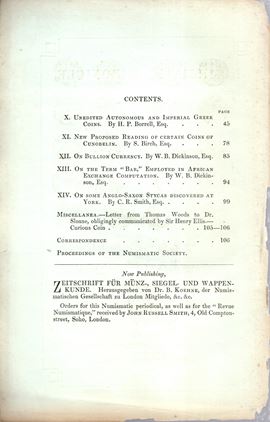 CONTENTS.
PAGE
X. Unedited Autonomous and Imperial Greek
Coins. By H. P. Borrell, Esq. . . . 45
XI. New Proposed Reading of certain Coins of
Cunobelin. By S. Birch, Esq. . . . 78
XII. On Bullion Currency. By W. B. Dickinson, Esq. 85
XIII. On the Term "Bar," Employed in African
Exchange Computation. By W. B. Dickin-
son, Esq. . . . . . 94
XIV. On some Anglo-Saxon Stycas discovered at
York. By C. R. Smith, Esq. . . . 99
Miscellanea.—Letter from Thomas Woods to Dr.
Sloane, obligingly communicated by Sir Henry Ellis—
Curious Coin . . . . . 105—106
Correspondence . . . . 106
Proceedings of the Numismatic Society.
Now Publishing,
ZEITSCHRIFT FÜR MÜNZ-, SIEGEL- UND WAPPEN-
KUNDE. Herausgegeben von Dr. B. Koehne, der Numis-
matischen Gesellschaft zu London Mitgliede, &c. &c.
Orders for this Numismatic periodical, as well as for the "Revue
Numismatique," received by John Russell Smith, 4, Old Compton-
street, Soho, London.